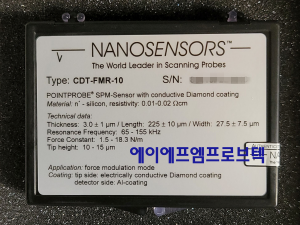 NANOSENSORS™
The World Leader in Scanning Probes
Type: CDT-FMR-10 S/N:
POINTPROBE® SPM-Sensor with conductive Diamond coating
Material: n⁺-silicon, resistivity: 0.01-0.02 Ωcm
Technical data:
Thickness: 3.0 ± 1 µm / Length: 225 ± 10 µm / Width: 27.5 ± 7.5 µm
Resonance Frequency: 65 - 155 kHz
Force Constant: 1.5 - 18.3 N/m
Tip height: 10 - 15 µm
에이에프엠프로브텍
Application: force modulation mode
Coating: tip side: electrically conductive Diamond coating
detector side: Al-coating